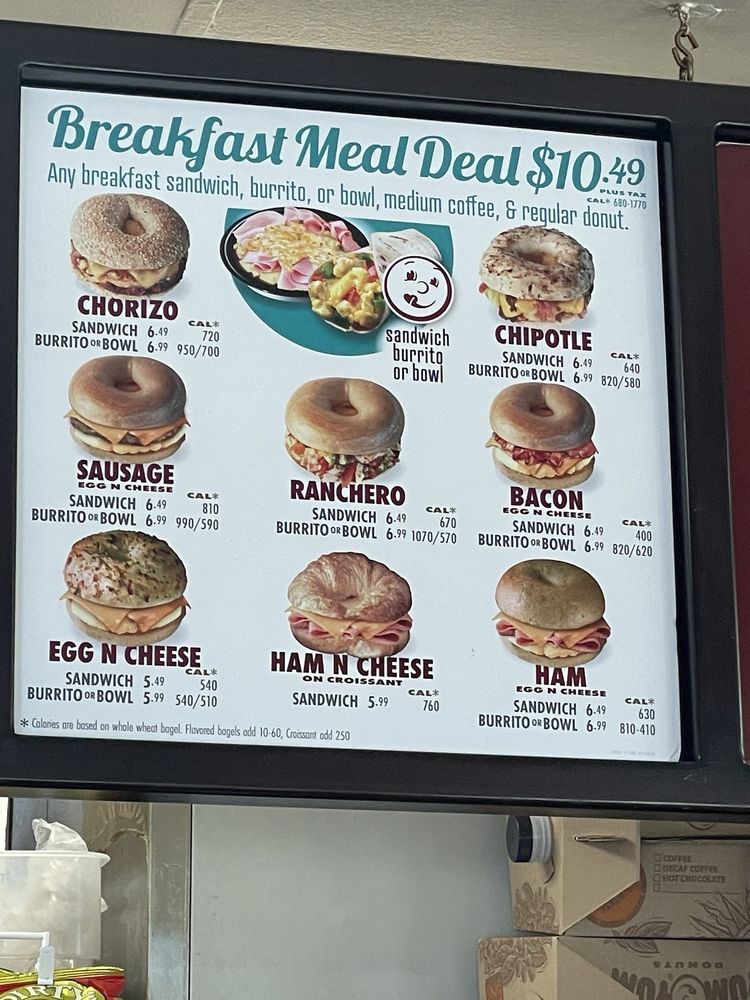 Breakfast Meal Deal $10.49
PLUS TAX
CAL* 680-1770
Any breakfast sandwich, burrito, or bowl, medium coffee, & regular donut.
CHORIZO
CAL*
SANDWICH 6.49 720
BURRITO OR BOWL 6.99 950/700
sandwich
burrito
or bowl
CHIPOTLE
CAL*
SANDWICH 6.49 640
BURRITO OR BOWL 6.99 820/580
SAUSAGE
EGG N CHEESE
CAL*
SANDWICH 6.49 810
BURRITO OR BOWL 6.99 990/590
RANCHERO
CAL*
SANDWICH 6.49 670
BURRITO OR BOWL 6.99 1070/570
BACON
EGG N CHEESE
CAL*
SANDWICH 6.49 400
BURRITO OR BOWL 6.99 820/620
EGG N CHEESE
CAL*
SANDWICH 5.49 540
BURRITO OR BOWL 5.99 540/510
HAM N CHEESE
ON CROISSANT
CAL*
SANDWICH 5.99 760
HAM
EGG N CHEESE
CAL*
SANDWICH 6.49 630
BURRITO OR BOWL 6.99 810-410
* Calories are based on whole wheat bagel. Flavored bagels add 10-60, Croissant add 250
COFFEE
DECAF COFFEE
HOT CHOCOLATE
DONUTS